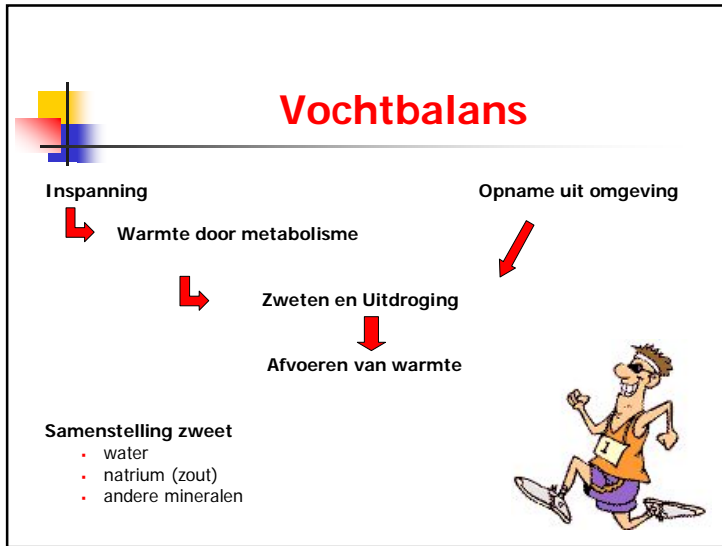 Vochtbalans
Inspanning
Opname uit omgeving
Warmte door metabolisme
Zweten en Uitdroging
Afvoeren van warmte
Samenstelling zweet
▪ water
▪ natrium (zout)
▪ andere mineralen
1